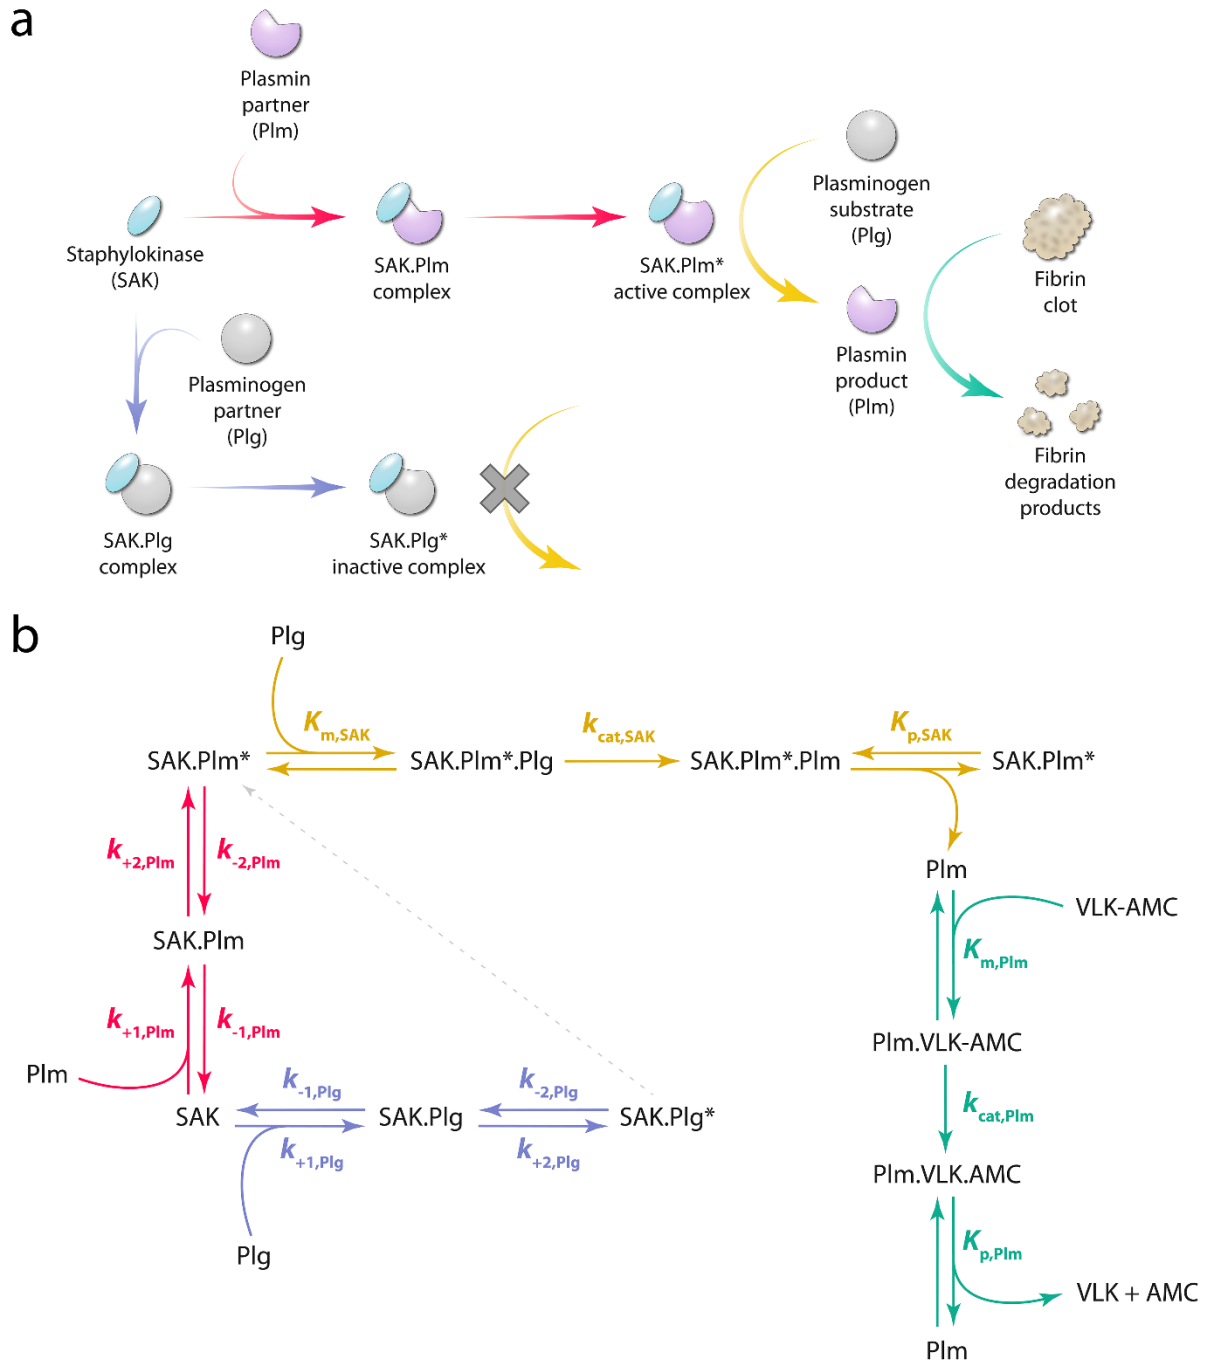 a
Plasmin
partner
(Plm)
Staphylokinase
(SAK)
SAK.Plm
complex
SAK.Plm*
active complex
Plasminogen
substrate
(Plg)
Plasmin
product
(Plm)
Fibrin
clot
Fibrin
degradation
products
Plasminogen
partner
(Plg)
SAK.Plg
complex
SAK.Plg*
inactive complex
b
Plg
K m,SAK
k cat,SAK
K p,SAK
SAK.Plm*
SAK.Plm*.Plg
SAK.Plm*.Plm
SAK.Plm*
k +2,Plm
k -2,Plm
SAK.Plm
k +1,Plm
k -1,Plm
Plm
SAK
k -1,Plg
k +1,Plg
Plg
SAK.Plg
k -2,Plg
k +2,Plg
SAK.Plg*
Plm
VLK-AMC
K m,Plm
Plm.VLK-AMC
k cat,Plm
Plm.VLK.AMC
K p,Plm
VLK + AMC
Plm